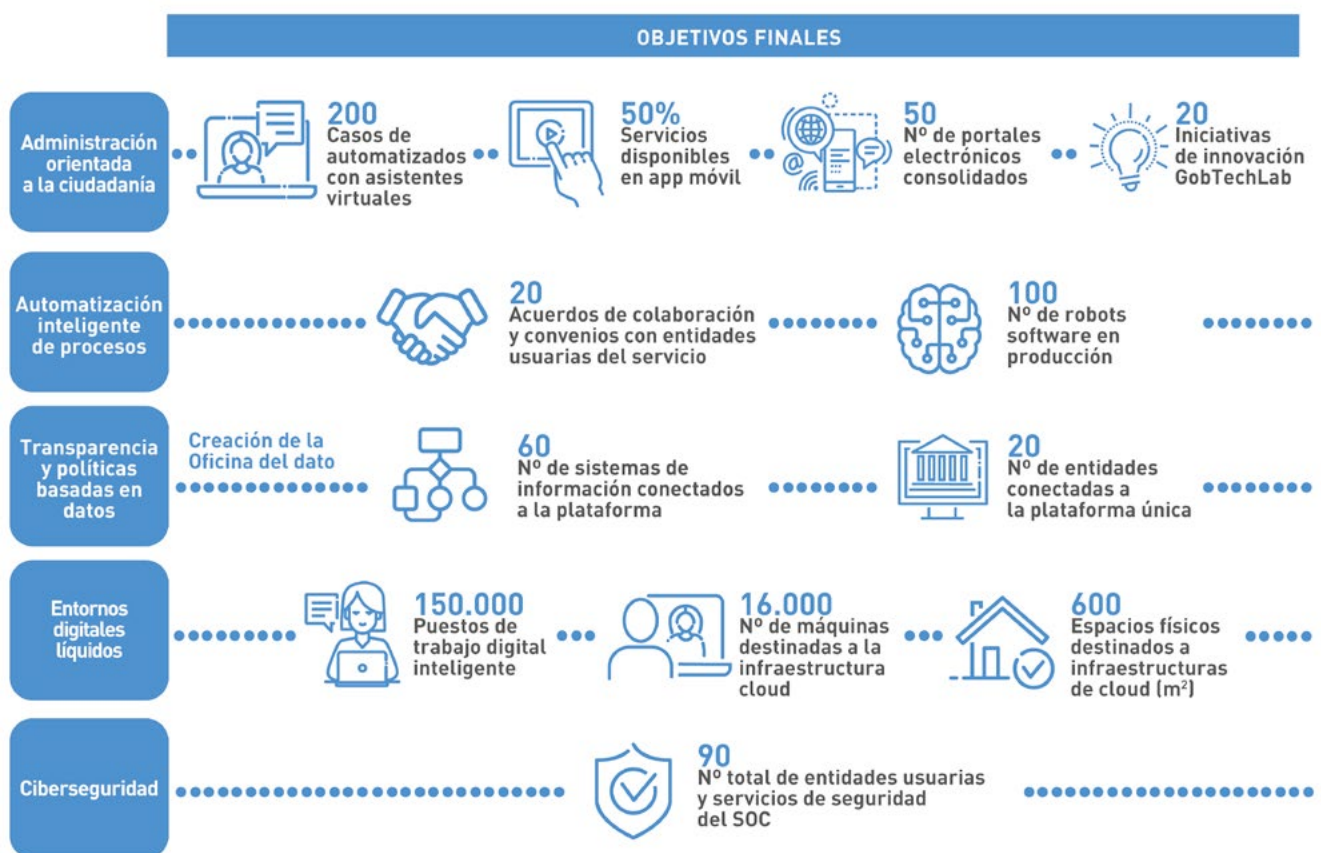 OBJETIVOS FINALES
Administración
orientada
a la ciudadanía
200
Casos de
automatizados
con asistentes
virtuales
50%
Servicios
disponibles
en app móvil
50
Nº de portales
electrónicos
consolidados
20
Iniciativas
de innovación
GobTechLab
Automatización
inteligente
de procesos
20
Acuerdos de colaboración
y convenios con entidades
usuarias del servicio
100
Nº de robots
software en
producción
Transparencia
y políticas
basadas en
datos
Creación de la
Oficina del dato
60
Nº de sistemas de
información conectados
a la plataforma
20
Nº de entidades
conectadas a
la plataforma única
Entornos
digitales
líquidos
150.000
Puestos de
trabajo digital
inteligente
16.000
Nº de máquinas
destinadas a la
infraestructura
cloud
600
Espacios físicos
destinados a
infraestructuras
de cloud (m²)
Ciberseguridad
90
Nº total de entidades usuarias
y servicios de seguridad
del SOC